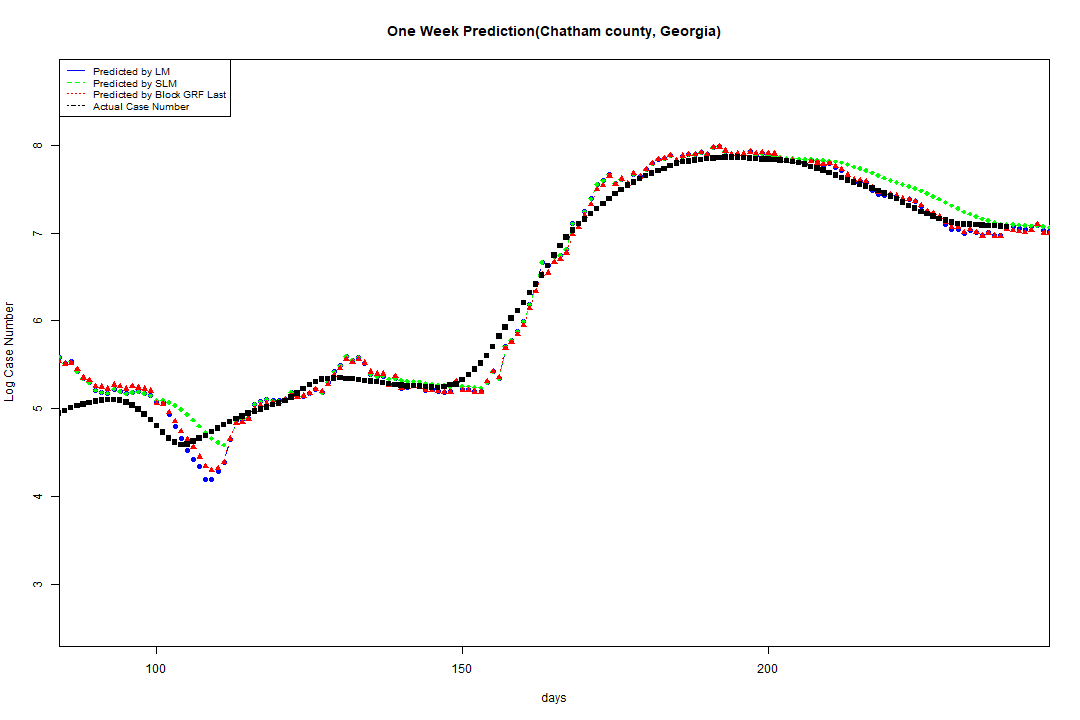 One Week Prediction(Chatham county, Georgia)
Predicted by LM
Predicted by SLM
Predicted by Block GRF Last
Actual Case Number
8
7
6
5
4
3
Log Case Number
100
150
200
days